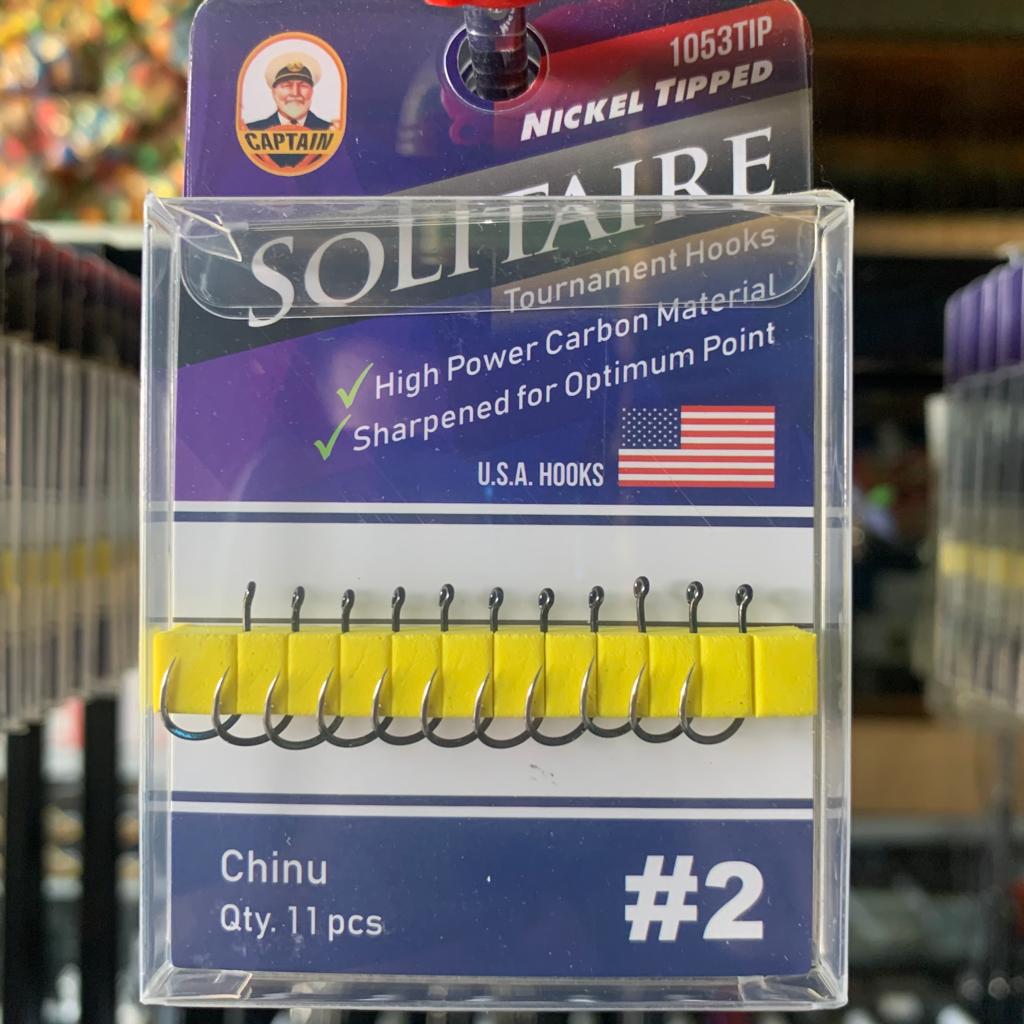 CAPTAIN
1053TIP
NICKEL TIPPED
SOLITAIRE
Tournament Hooks
High Power Carbon Material
Sharpened for Optimum Point
U.S.A. HOOKS
Chinu
Qty. 11 pcs
#2